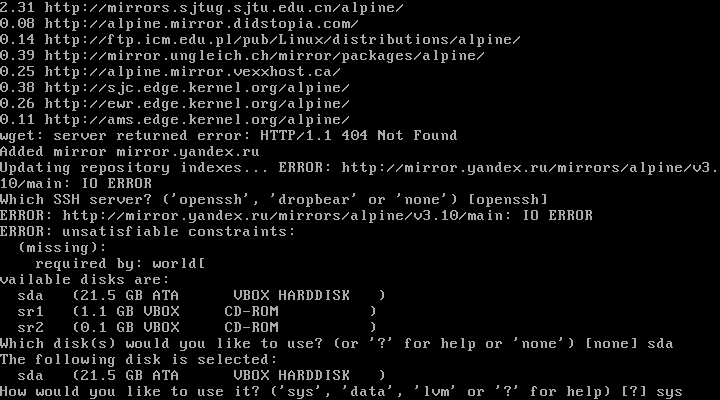 2.31 http://mirrors.sjtug.sjtu.edu.cn/alpine/
0.08 http://alpine.mirror.didstopia.com/
0.14 http://ftp.icm.edu.pl/pub/Linux/distributions/alpine/
0.39 http://mirror.ungleich.ch/mirror/packages/alpine/
0.25 http://alpine.mirror.vexxhost.ca/
0.38 http://sjc.edge.kernel.org/alpine/
0.26 http://ewr.edge.kernel.org/alpine/
0.11 http://ams.edge.kernel.org/alpine/
wget: server returned error: HTTP/1.1 404 Not Found
Added mirror mirror.yandex.ru
Updating repository indexes... ERROR: http://mirror.yandex.ru/mirrors/alpine/v3.
10/main: IO ERROR
Which SSH server? ('openssh', 'dropbear' or 'none') [openssh]
ERROR: http://mirror.yandex.ru/mirrors/alpine/v3.10/main: IO ERROR
ERROR: unsatisfiable constraints:
  (missing):
    required by: world[
vailable disks are:
  sda   (21.5 GB ATA      VBOX HARDDISK   )
  sr1   (1.1 GB VBOX     CD-ROM          )
  sr2   (0.1 GB VBOX     CD-ROM          )
Which disk(s) would you like to use? (or '?' for help or 'none') [none] sda
The following disk is selected:
  sda   (21.5 GB ATA      VBOX HARDDISK   )
How would you like to use it? ('sys', 'data', 'lvm' or '?' for help) [?] sys